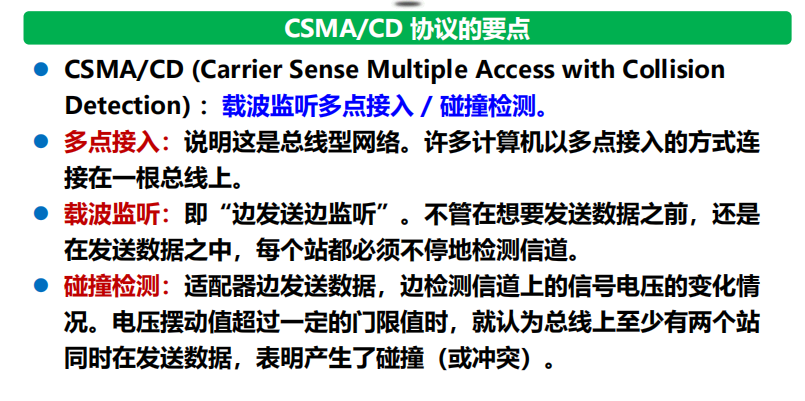 CSMA/CD 协议的要点
CSMA/CD (Carrier Sense Multiple Access with Collision
Detection) ：载波监听多点接入 / 碰撞检测。
多点接入：说明这是总线型网络。许多计算机以多点接入的方式连
接在一根总线上。
载波监听：即“边发送边监听”。不管在想要发送数据之前，还是
在发送数据之中，每个站都必须不停地检测信道。
碰撞检测：适配器边发送数据，边检测信道上的信号电压的变化情
况。电压摆动值超过一定的门限值时，就认为总线上至少有两个站
同时在发送数据，表明产生了碰撞（或冲突）。